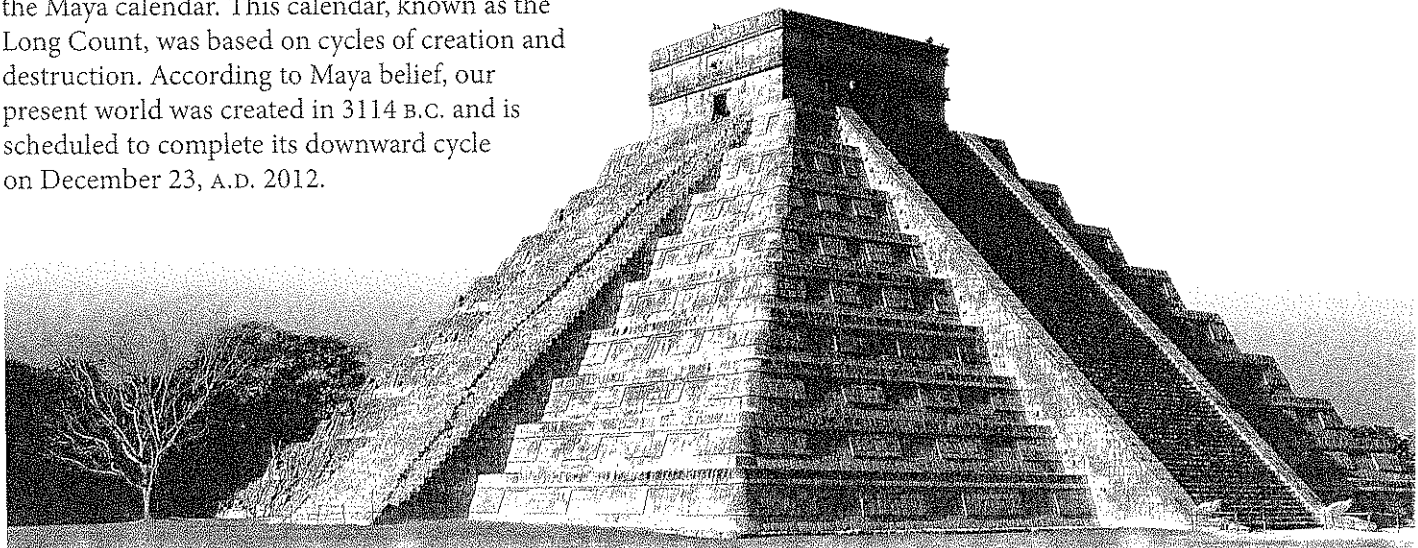 the Maya calendar. This calendar, known as the
Long Count, was based on cycles of creation and
destruction. According to Maya belief, our
present world was created in 3114 B.C. and is
scheduled to complete its downward cycle
on December 23, A.D. 2012.